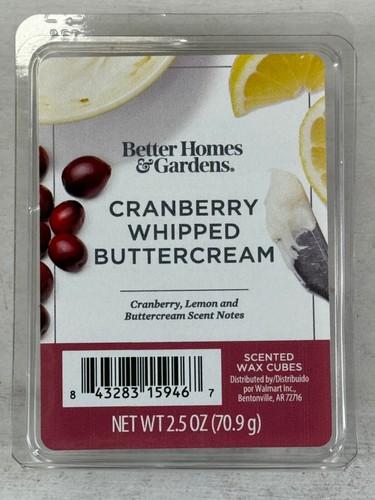 Better Homes
& Gardens®
CRANBERRY
WHIPPED
BUTTERCREAM
Cranberry, Lemon and
Buttercream Scent Notes
8 43283 15946 7
SCENTED
WAX CUBES
Distributed by/Distribuido
por Walmart Inc.,
Bentonville, AR 72716
NET WT 2.5 OZ (70.9 g)